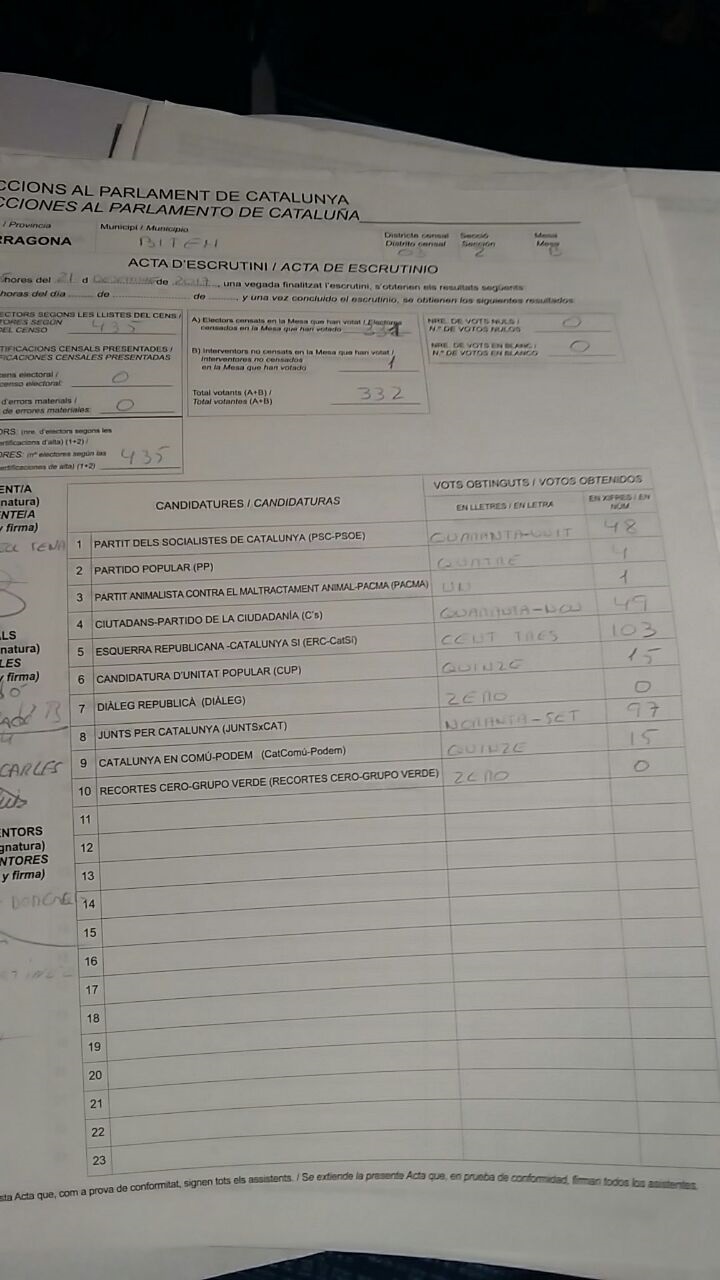 CCIONS AL PARLAMENT DE CATALUNYA
CCIONES AL PARLAMENTO DE CATALUÑA
/ Provincia Municipi / Municipio Districte censal Secció Mesa
Distrito censal Sección Mesa
RRAGONA BITEM 03 2 B
ACTA D'ESCRUTINI / ACTA DE ESCRUTINIO
hores del 21 d de 2017, una vegada finalitzat l'escrutini, s'obtenen els resultats següents
horas del día ........ de ........................ de ........, y una vez concluido el escrutinio, se obtienen los siguientes resultados
ECTORS SEGONS LES LLISTES DEL CENS /
TORES SEGÚN
DEL CENSO 435
TIFICACIONS CENSALS PRESENTADES /
FICACIONES CENSALES PRESENTADAS
cens electoral /
censo electoral: 0
d'errors materials /
de errores materiales: 0
ORS: (nre. d'electors segons les
ertificacions d'alta) (1+2) /
ORES: (nº electores según las
ertificaciones de alta) (1+2) 435
A) Electors censats en la Mesa que han votat / Electores
censados en la Mesa que han votado 331
B) Interventors no censats en la Mesa que han votat /
Interventores no censados
en la Mesa que han votado 1
Total votants (A+B) /
Total votantes (A+B) 332
NRE. DE VOTS NULS /
N.º DE VOTOS NULOS 0
NRE. DE VOTS EN BLANC /
N.º DE VOTOS EN BLANCO 0
ENT/A
natura)
NTE/A
y firma)
LS
natura)
LES
y firma)
CARLES
ENTORS
gnatura)
NTORES
y firma)
CANDIDATURES / CANDIDATURAS VOTS OBTINGUTS / VOTOS OBTENIDOS
EN LLETRES / EN LETRA EN XIFRES / EN NÚM
1 PARTIT DELS SOCIALISTES DE CATALUNYA (PSC-PSOE) QUARANTA-VUIT 48
2 PARTIDO POPULAR (PP) QUATRE 4
3 PARTIT ANIMALISTA CONTRA EL MALTRACTAMENT ANIMAL-PACMA (PACMA) UN 1
4 CIUTADANS-PARTIDO DE LA CIUDADANÍA (C's) QUARANTA-NOU 49
5 ESQUERRA REPUBLICANA -CATALUNYA SI (ERC-CatSí) CENT TRES 103
6 CANDIDATURA D'UNITAT POPULAR (CUP) QUINZE 15
7 DIÀLEG REPUBLICÀ (DIÀLEG) ZERO 0
8 JUNTS PER CATALUNYA (JUNTSxCAT) NORANTA-SET 97
9 CATALUNYA EN COMÚ-PODEM (CatComú-Podem) QUINZE 15
10 RECORTES CERO-GRUPO VERDE (RECORTES CERO-GRUPO VERDE) ZERO 0
11
12
13
14
15
16
17
18
19
20
21
22
23
sta Acta que, com a prova de conformitat, signen tots els assistents. / Se extiende la presente Acta que, en prueba de conformidad, firman todos los asistentes.